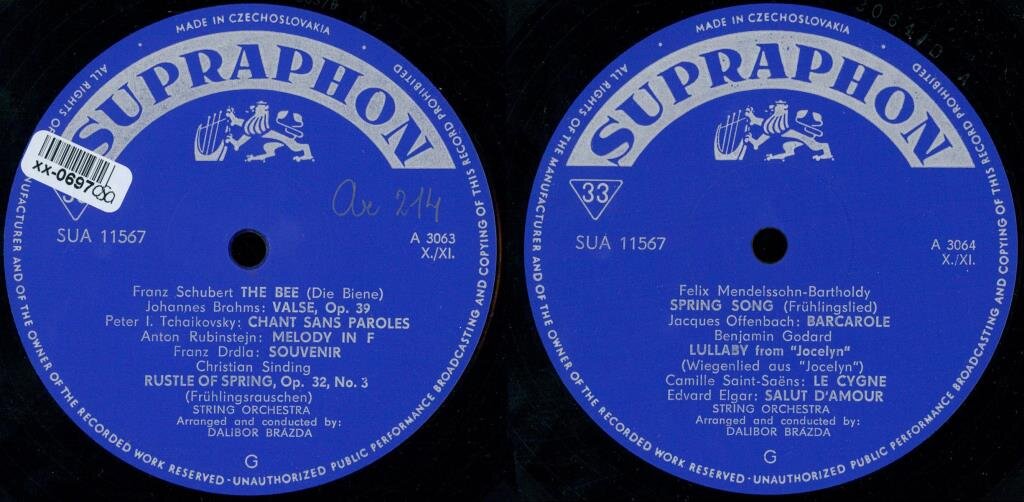 MADE IN CZECHOSLOVAKIA
SUPRAPHON
xx-0697
33
Ar 214
SUA 11567
A 3063
X./XI.
Franz Schubert THE BEE (Die Biene)
Johannes Brahms: VALSE, Op. 39
Peter I. Tchaikovsky: CHANT SANS PAROLES
Anton Rubinstein: MELODY IN F
Franz Drdla: SOUVENIR
Christian Sinding
RUSTLE OF SPRING, Op. 32, No. 3
(Frühlingsrauschen)
STRING ORCHESTRA
Arranged and conducted by:
DALIBOR BRÁZDA
G
ALL RIGHTS OF MANUFACTURER AND OF THE OWNER OF THE RECORDED WORK RESERVED · UNAUTHORIZED PUBLIC PERFORMANCE BROADCASTING AND COPYING OF THIS RECORD PROHIBITED
MADE IN CZECHOSLOVAKIA
SUPRAPHON
33
SUA 11567
A 3064
X./XI.
Felix Mendelssohn-Bartholdy
SPRING SONG (Frühlingslied)
Jacques Offenbach: BARCAROLE
Benjamin Godard
LULLABY from "Jocelyn"
(Wiegenlied aus "Jocelyn")
Camille Saint-Saëns: LE CYGNE
Edvard Elgar: SALUT D'AMOUR
STRING ORCHESTRA
Arranged and conducted by:
DALIBOR BRÁZDA
G
ALL RIGHTS OF THE MANUFACTURER AND OF THE OWNER OF THE RECORDED WORK RESERVED · UNAUTHORIZED PUBLIC PERFORMANCE BROADCASTING AND COPYING OF THIS RECORD PROHIBITED